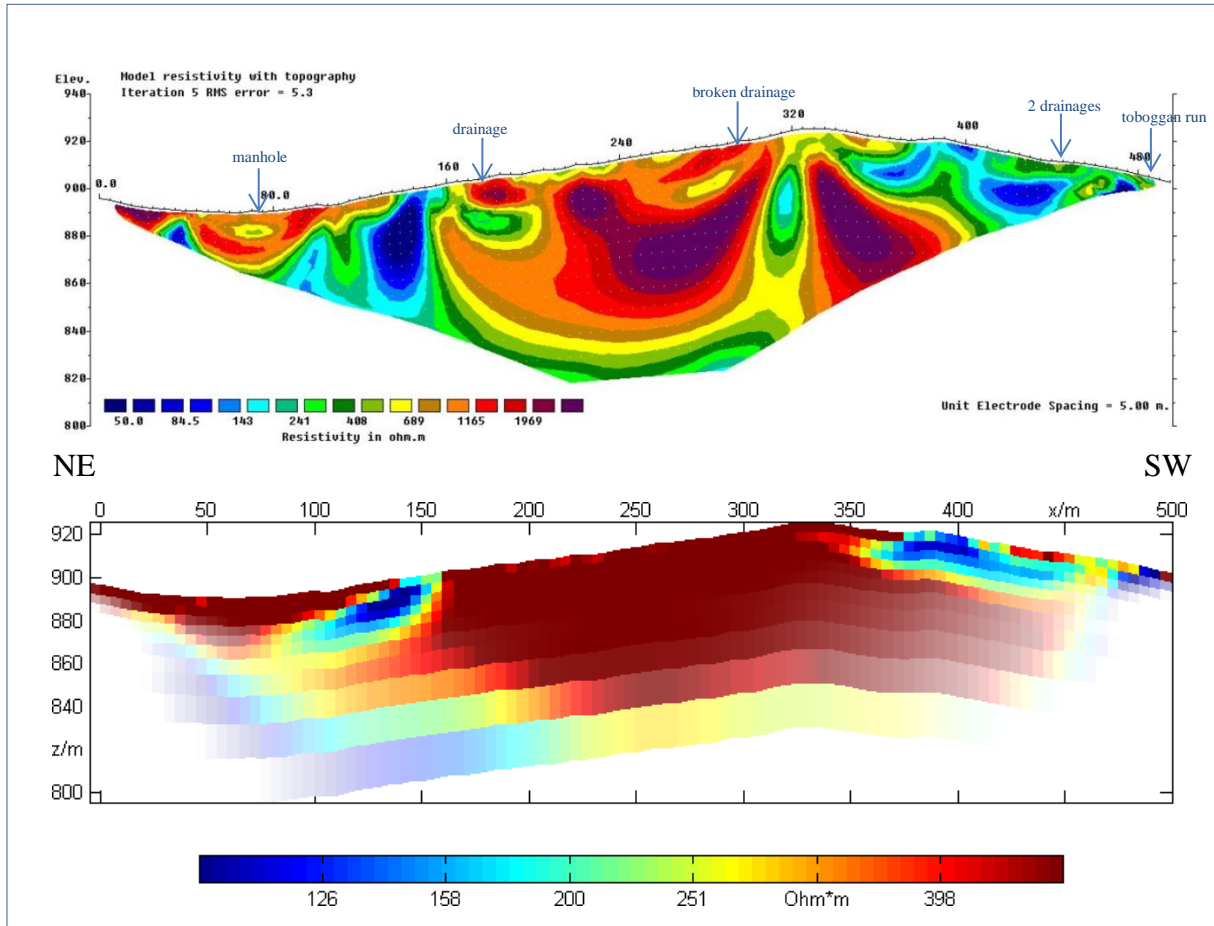 Elev. Model resistivity with topography
Iteration 5 RMS error = 5.3
940
920
900
880
860
840
820
800
manhole
drainage
broken drainage
2 drainages
toboggan run
0.0
80.0
160
240
320
400
480
50.0 84.5 143 241 408 689 1165 1969
Resistivity in ohm.m
Unit Electrode Spacing = 5.00 m.
NE
SW
0 50 100 150 200 250 300 350 400 x/m 500
920
900
880
860
840
z/m
800
126 158 200 251 Ohm*m 398